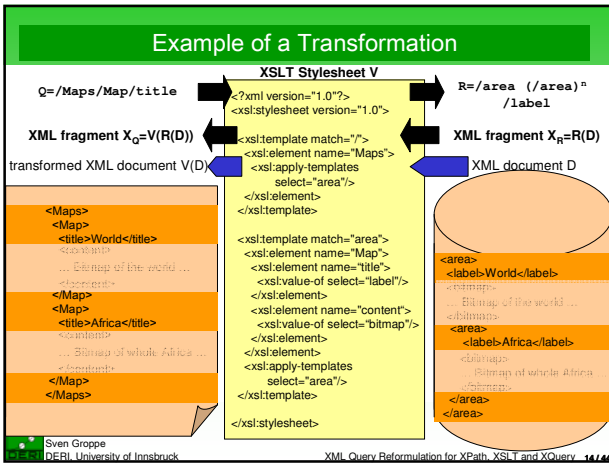 Example of a Transformation
XSLT Stylesheet V
Q=/Maps/Map/title
R=/area (/area)ⁿ
/label
XML fragment X_Q=V(R(D))
XML fragment X_R=R(D)
transformed XML document V(D)
XML document D
<Maps>
<Map>
<title>World</title>
<content>
... Bitmap of the world ...
</content>
</Map>
<Map>
<title>Africa</title>
<content>
... Bitmap of whole Africa ...
</content>
</Map>
</Maps>
<?xml version="1.0"?>
<xsl:stylesheet version="1.0">
<xsl:template match="/">
<xsl:element name="Maps">
<xsl:apply-templates
select="area"/>
</xsl:element>
</xsl:template>
<xsl:template match="area">
<xsl:element name="Map">
<xsl:element name="title">
<xsl:value-of select="label"/>
</xsl:element>
<xsl:element name="content">
<xsl:value-of select="bitmap"/>
</xsl:element>
</xsl:element>
<xsl:apply-templates
select="area"/>
</xsl:template>
</xsl:stylesheet>
<area>
<label>World</label>
<bitmap>
... Bitmap of the world ...
</bitmap>
<area>
<label>Africa</label>
<bitmap>
... Bitmap of whole Africa ...
</bitmap>
</area>
</area>
DERI
Sven Groppe
DERI, University of Innsbruck
XML Query Reformulation for XPath, XSLT and XQuery